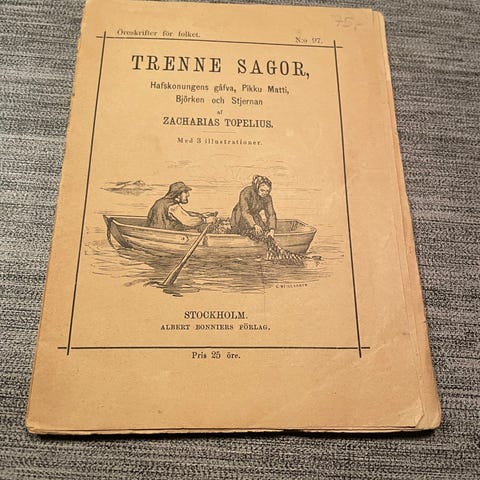 75,-
Öreskrifter för folket. N:o 97.
TRENNE SAGOR,
Hafskonungens gåfva, Pikku Matti,
Björken och Stjernan
af
ZACHARIAS TOPELIUS.
Med 3 illustrationer.
STOCKHOLM.
ALBERT BONNIERS FÖRLAG.
Pris 25 öre.